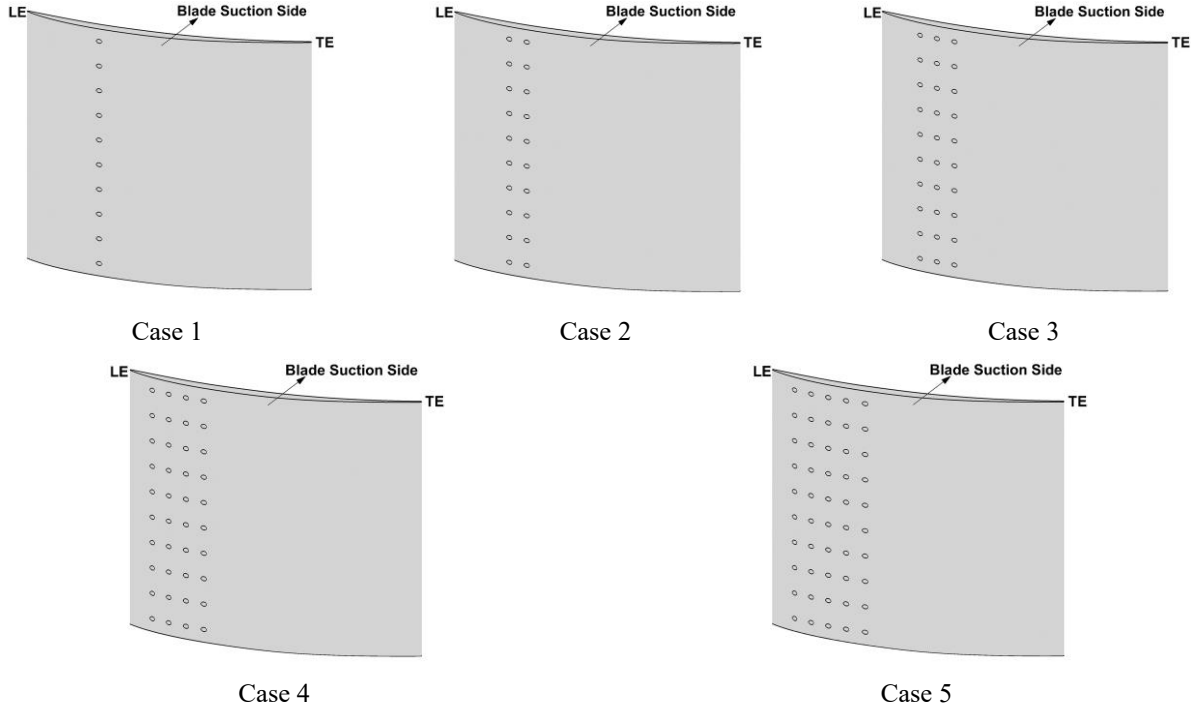 LE
Blade Suction Side
TE
LE
Blade Suction Side
TE
LE
Blade Suction Side
TE
Case 1
Case 2
Case 3
LE
Blade Suction Side
TE
LE
Blade Suction Side
TE
Case 4
Case 5